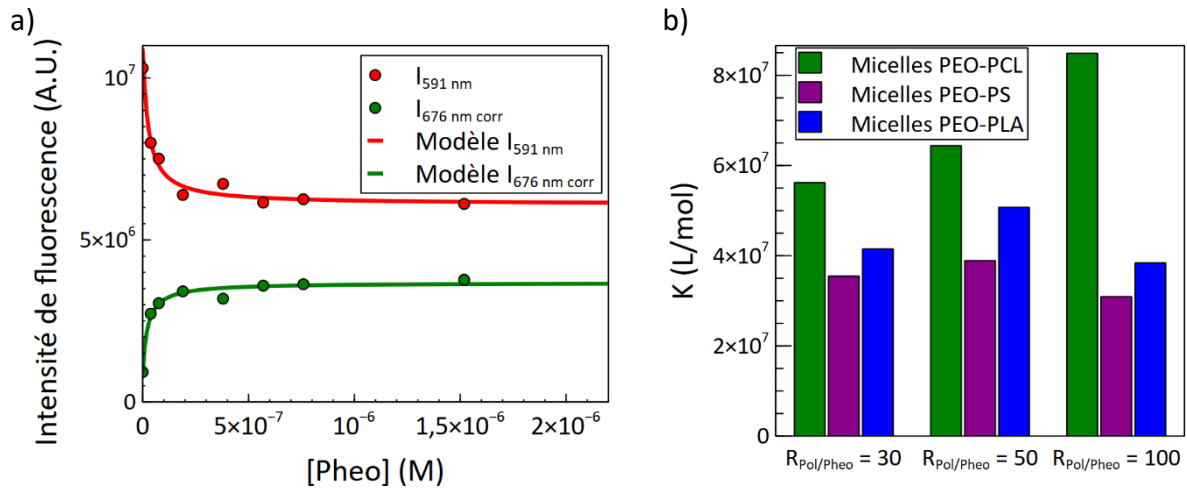 a)
Intensité de fluorescence (A.U.)
10⁷
5×10⁶
0
I591 nm
I676 nm corr
Modèle I591 nm
Modèle I676 nm corr
0
5×10⁻⁷
10⁻⁶
1,5×10⁻⁶
2×10⁻⁶
[Pheo] (M)
b)
K (L/mol)
8×10⁷
6×10⁷
4×10⁷
2×10⁷
0
Micelles PEO-PCL
Micelles PEO-PS
Micelles PEO-PLA
RPol/Pheo = 30
RPol/Pheo = 50
RPol/Pheo = 100